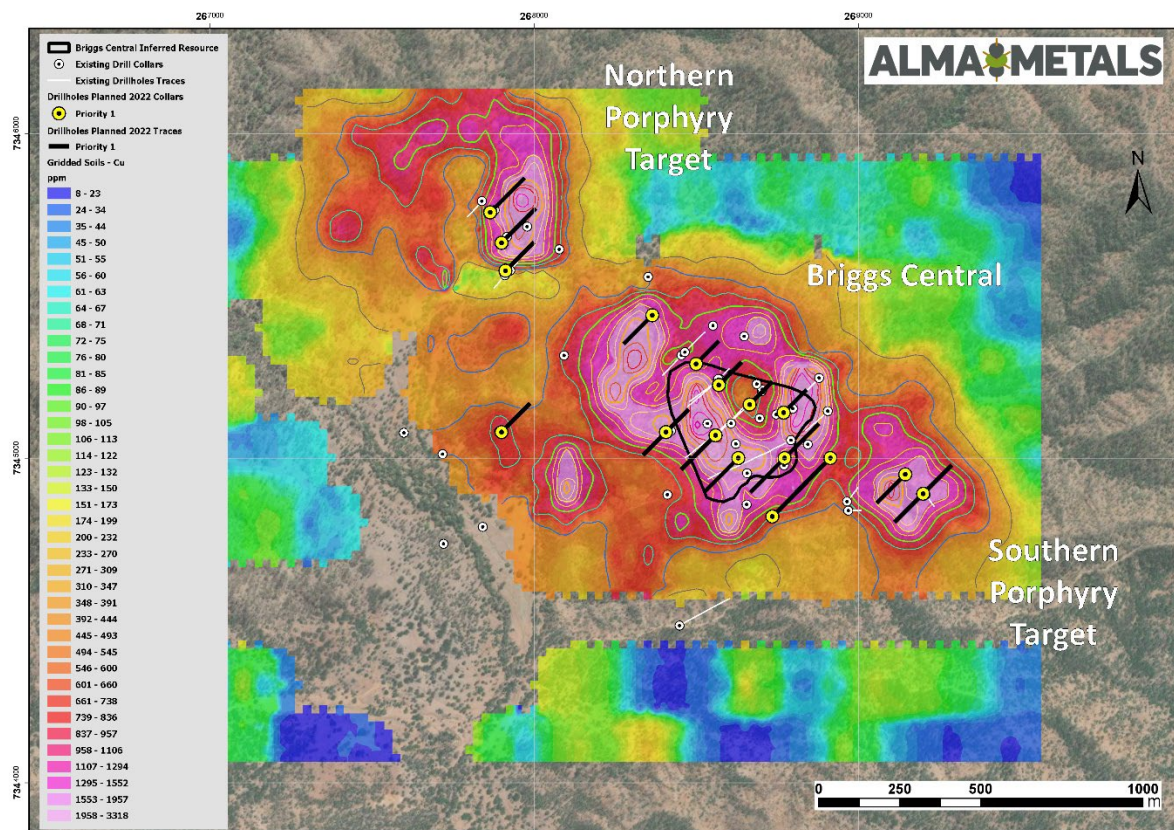 267000
268000
269000
7346000
7345000
7344000
Briggs Central Inferred Resource
Existing Drill Collars
Existing Drillholes Traces
Drillholes Planned 2022 Collars
Priority 1
Drillholes Planned 2022 Traces
Priority 1
Gridded Soils - Cu
ppm
8 - 23
24 - 34
35 - 44
45 - 50
51 - 55
56 - 60
61 - 63
64 - 67
68 - 71
72 - 75
76 - 80
81 - 85
86 - 89
90 - 97
98 - 105
106 - 113
114 - 122
123 - 132
133 - 150
151 - 173
174 - 199
200 - 232
233 - 270
271 - 309
310 - 347
348 - 391
392 - 444
445 - 493
494 - 545
546 - 600
601 - 660
661 - 738
739 - 836
837 - 957
958 - 1106
1107 - 1294
1295 - 1552
1553 - 1957
1958 - 3318
ALMA METALS
Northern
Porphyry
Target
N
Briggs Central
Southern
Porphyry
Target
0 250 500 1000
m